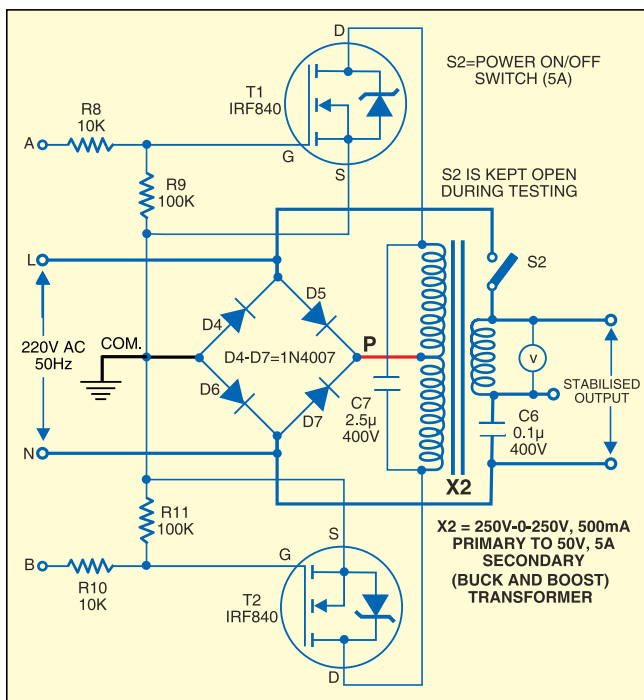 D
S2=POWER ON/OFF
SWITCH (5A)
T1
IRF840
R8
10K
A
G
S
R9
100K
S2 IS KEPT OPEN
DURING TESTING
L
S2
D4
D5
220V AC
50Hz
COM.
P
D4-D7=1N4007
V
STABILISED
OUTPUT
D6
D7
C7
2.5µ
400V
C6
0.1µ
400V
N
X2
R11
100K
S
X2 = 250V-0-250V, 500mA
PRIMARY TO 50V, 5A
SECONDARY
(BUCK AND BOOST)
TRANSFORMER
B
G
R10
10K
T2
IRF840
D